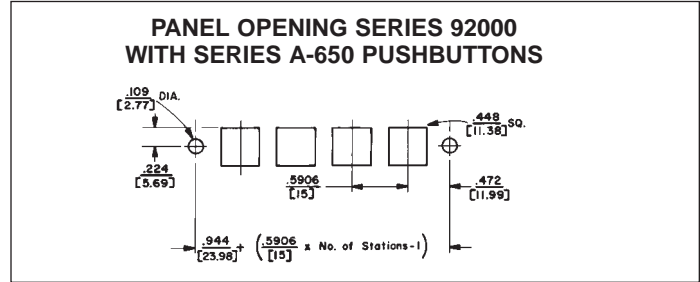 PANEL OPENING SERIES 92000
WITH SERIES A-650 PUSHBUTTONS
.109
[2.77] DIA.
.448
[11.38] SQ.
.224
[5.69]
.5906
[15]
.472
[11.99]
.944
[23.98] + (.5906
[15] x No. of Stations-1)